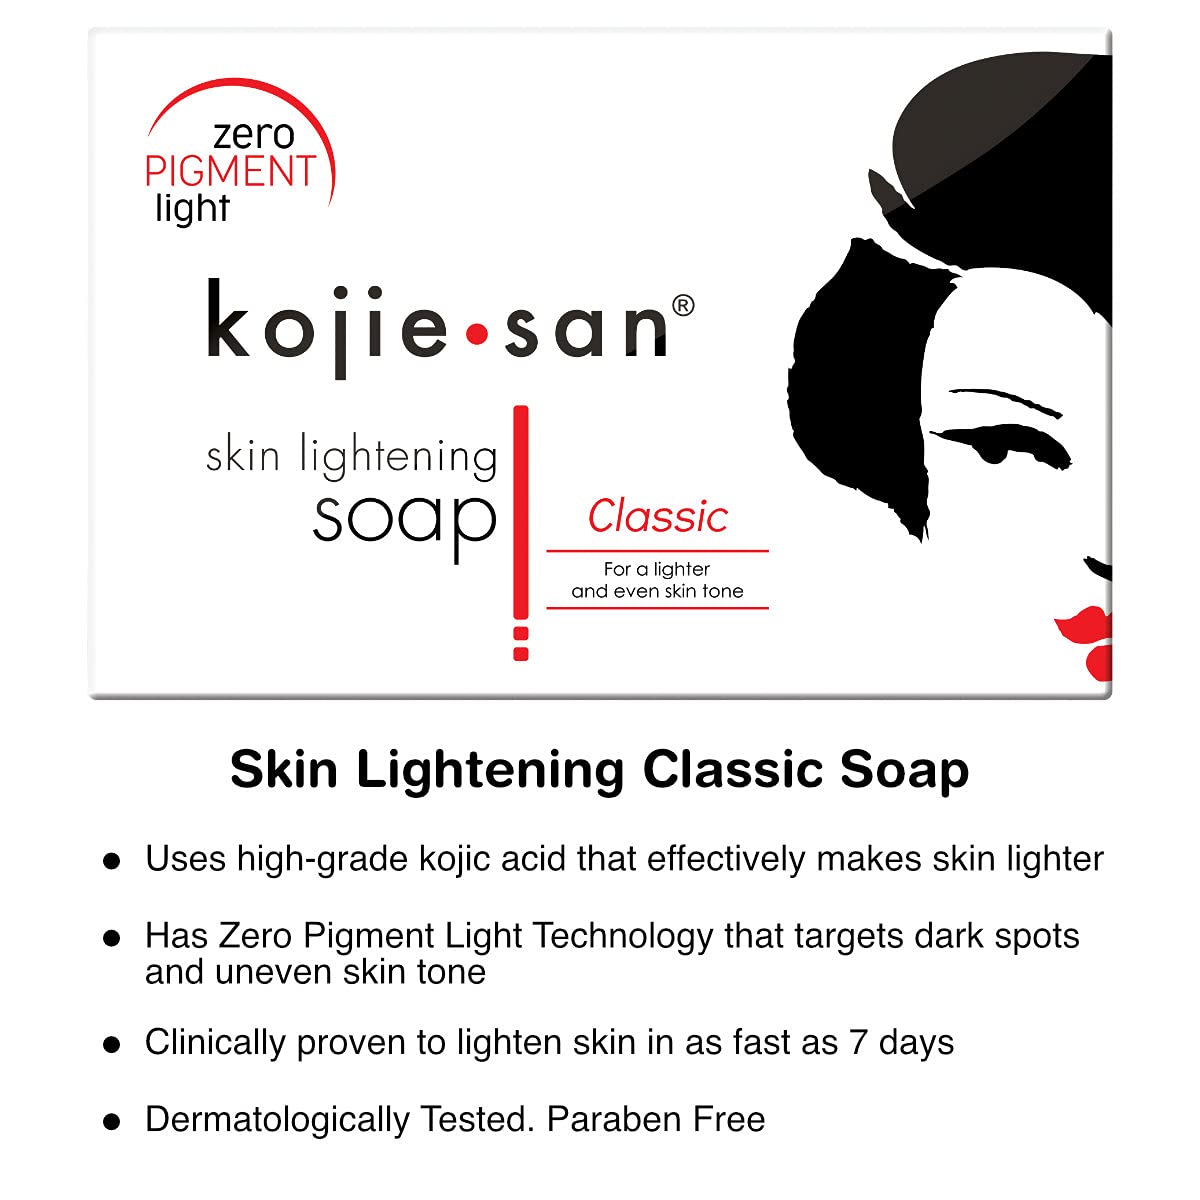 zero
PIGMENT
light
kojie•san®
skin lightening
soap
Classic
For a lighter
and even skin tone
Skin Lightening Classic Soap
• Uses high-grade kojic acid that effectively makes skin lighter
• Has Zero Pigment Light Technology that targets dark spots
and uneven skin tone
• Clinically proven to lighten skin in as fast as 7 days
• Dermatologically Tested. Paraben Free